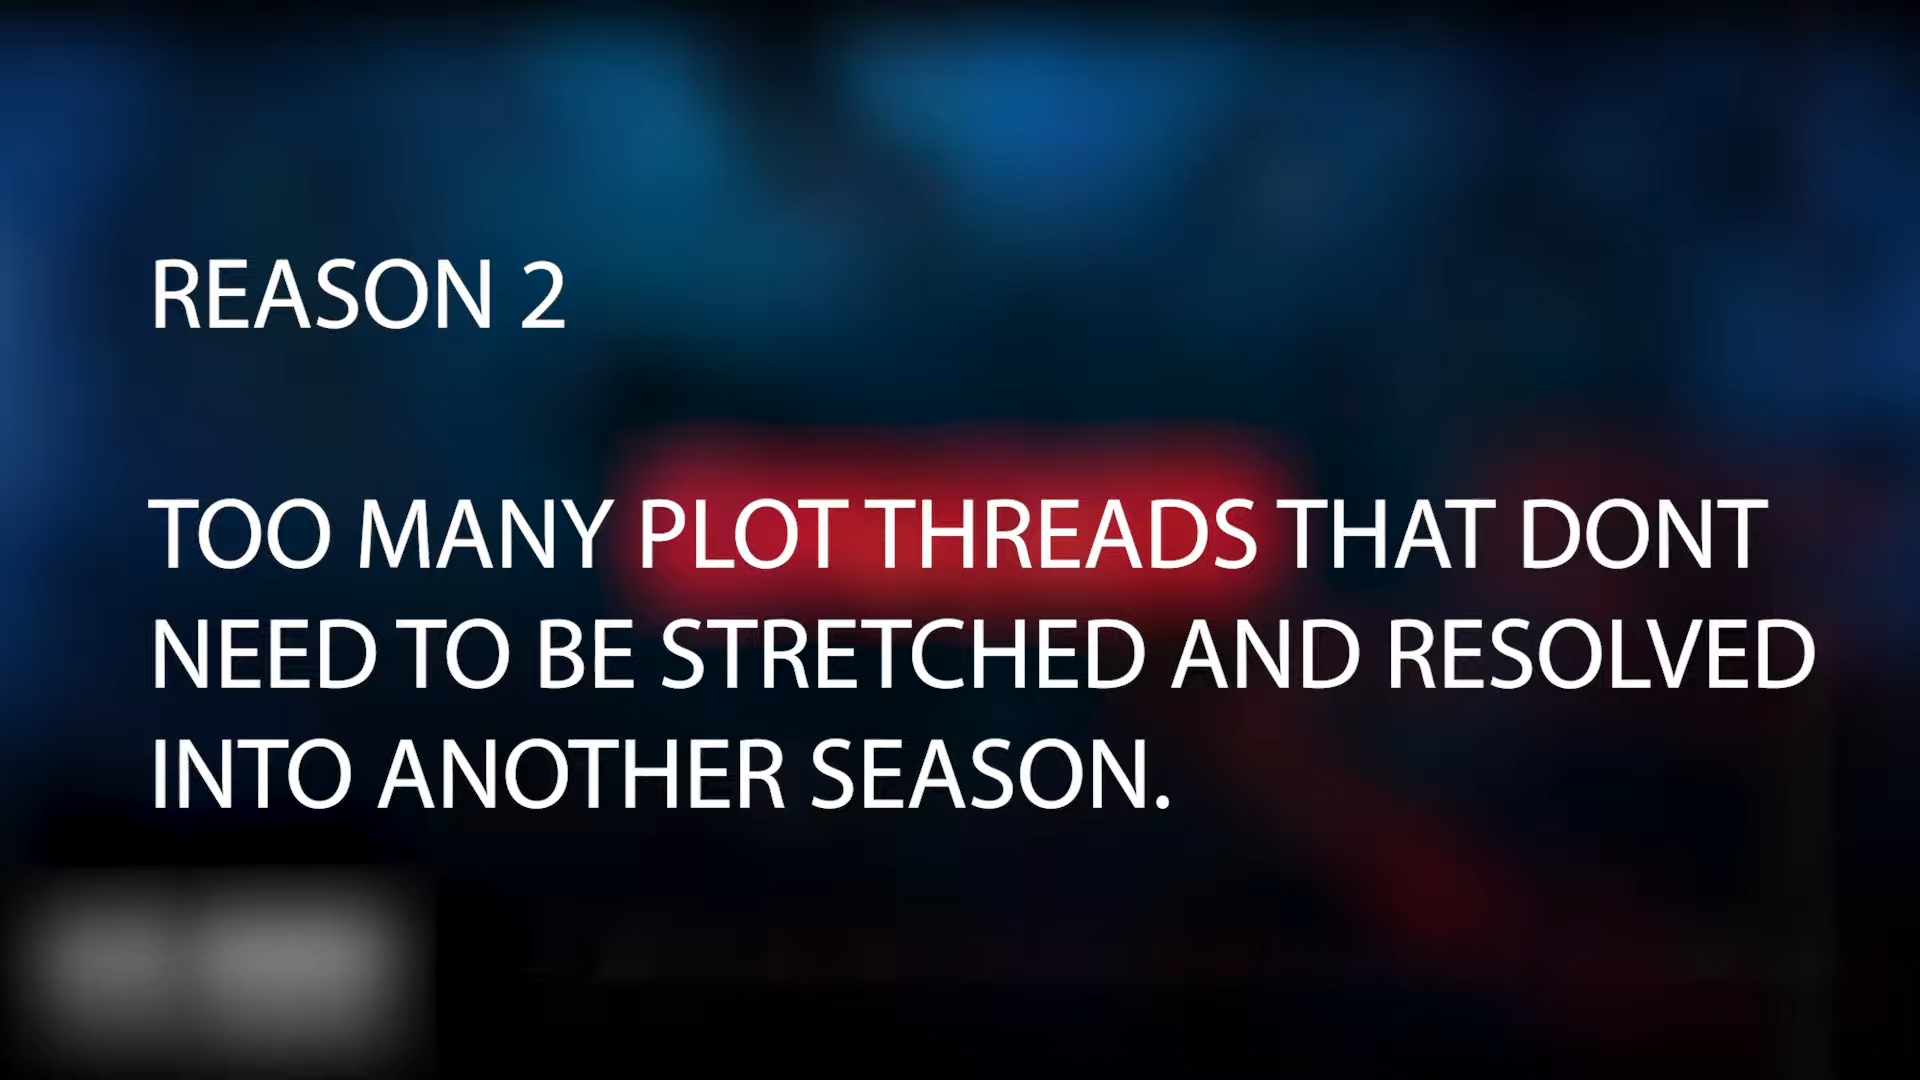 REASON 2
TOO MANY PLOT THREADS THAT DONT
NEED TO BE STRETCHED AND RESOLVED
INTO ANOTHER SEASON.